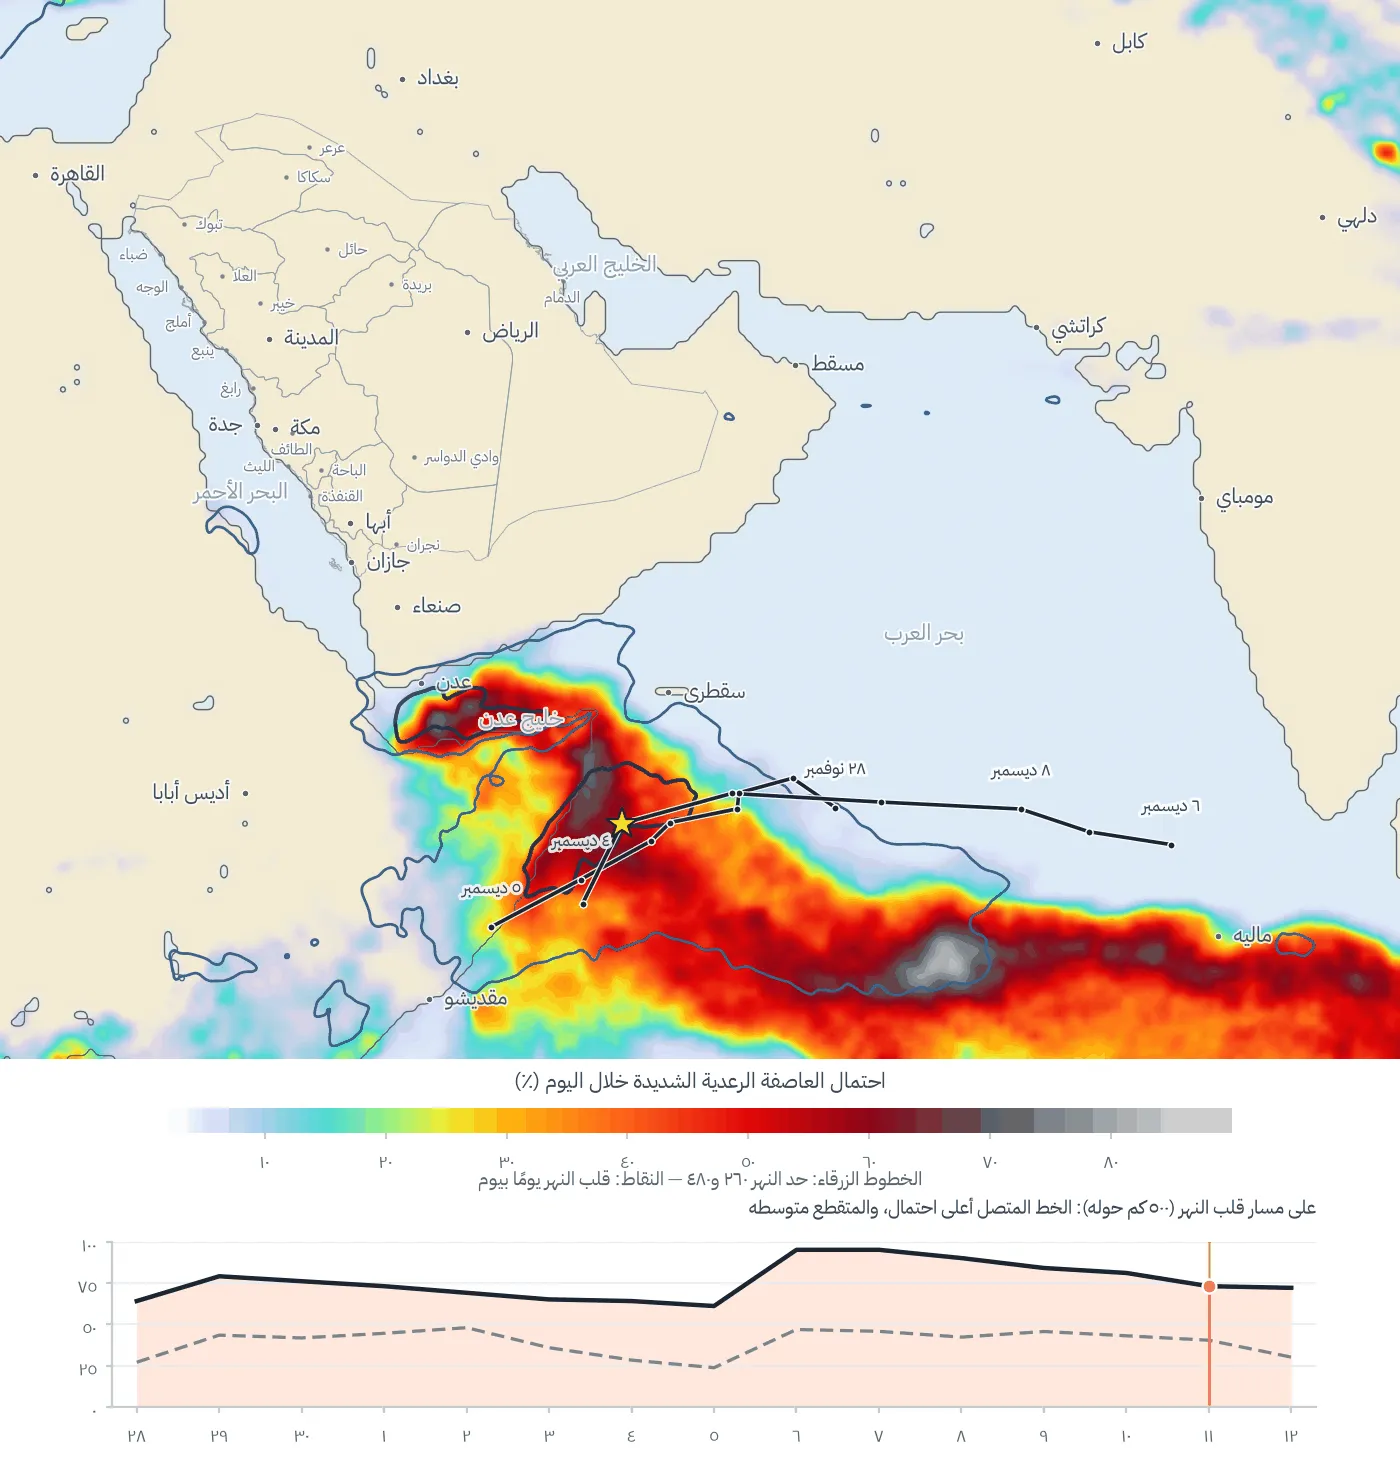 كابل
بغداد
عرعر
القاهرة
سكاكا
دلهي
تبوك
حائل
ضباء
الخليج العربي
العلا
الوجه
بريدة
الدمام
خيبر
أملج
كراتشي
الرياض
المدينة
ينبع
مسقط
رابغ
جدة
مكة
الطائف
وادي الدواسر
الليث
الباحة
البحر الأحمر
القنفذة
مومباي
أبها
نجران
جازان
صنعاء
بحر العرب
عدن
سقطرى
خليج عدن
٢٨ نوفمبر
٨ ديسمبر
أديس أبابا
٦ ديسمبر
٤ ديسمبر
٥ ديسمبر
ماليه
مقديشو
احتمال العاصفة الرعدية الشديدة خلال اليوم (٪)
١٠ ٢٠ ٣٠ ٤٠ ٥٠ ٦٠ ٧٠ ٨٠
الخطوط الزرقاء: حد النهر ٢٦٠ و٤٨٠ — النقاط: قلب النهر يومًا بيوم
على مسار قلب النهر (٥٠٠ كم حوله): الخط المتصل أعلى احتمال، والمتقطع متوسطه
١٠٠
٧٥
٥٠
٢٥
٠
٢٨ ٢٩ ٣٠ ١ ٢ ٣ ٤ ٥ ٦ ٧ ٨ ٩ ١٠ ١١ ١٢